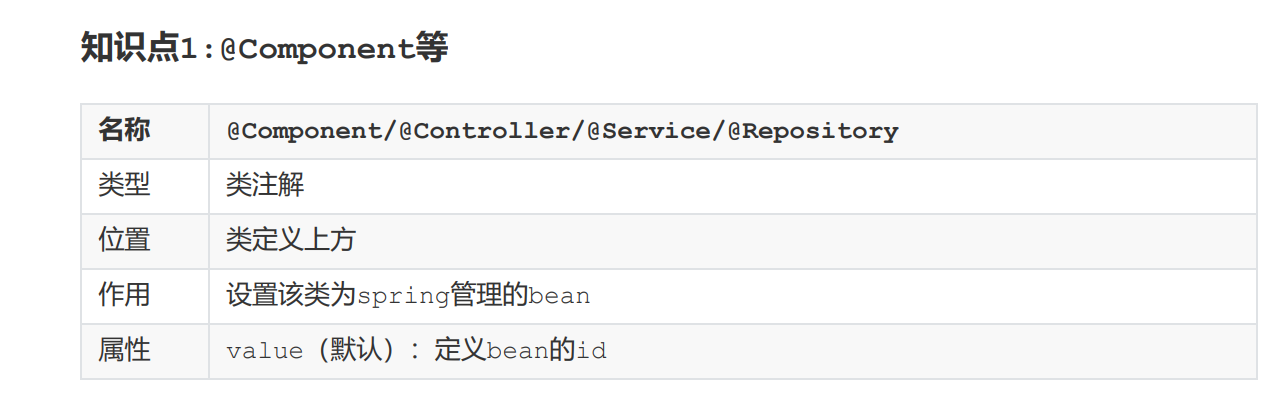 知识点1:@Component等
名称 @Component/@Controller/@Service/@Repository
类型 类注解
位置 类定义上方
作用 设置该类为spring管理的bean
属性 value（默认）：定义bean的id